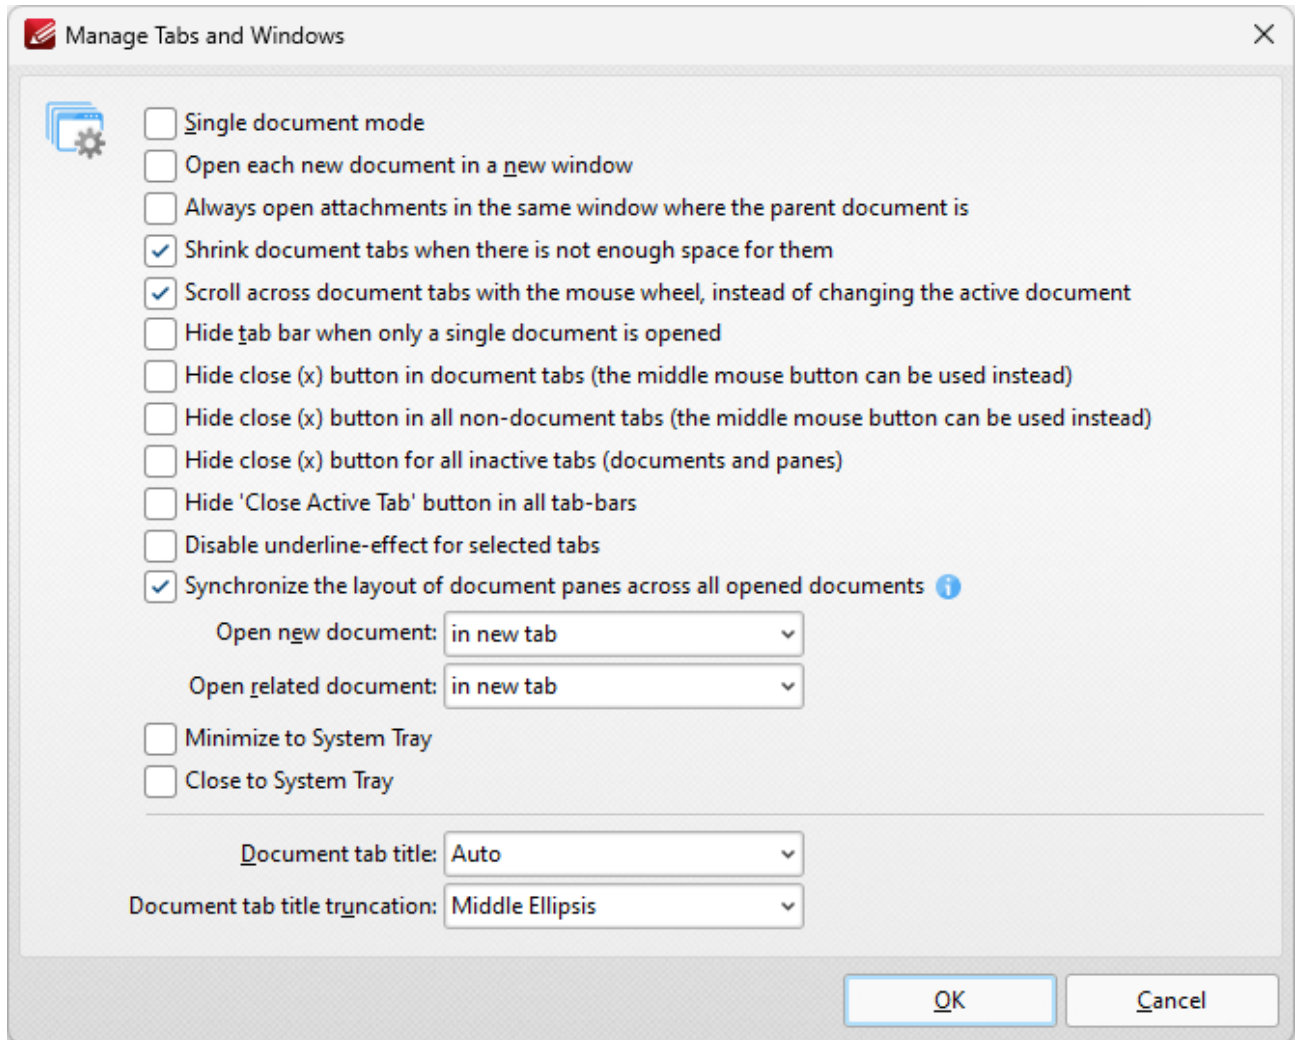 Manage Tabs and Windows
Single document mode
Open each new document in a new window
Always open attachments in the same window where the parent document is
Shrink document tabs when there is not enough space for them
Scroll across document tabs with the mouse wheel, instead of changing the active document
Hide tab bar when only a single document is opened
Hide close (x) button in document tabs (the middle mouse button can be used instead)
Hide close (x) button in all non-document tabs (the middle mouse button can be used instead)
Hide close (x) button for all inactive tabs (documents and panes)
Hide 'Close Active Tab' button in all tab-bars
Disable underline-effect for selected tabs
Synchronize the layout of document panes across all opened documents
Open new document: in new tab
Open related document: in new tab
Minimize to System Tray
Close to System Tray
Document tab title: Auto
Document tab title truncation: Middle Ellipsis
OK Cancel